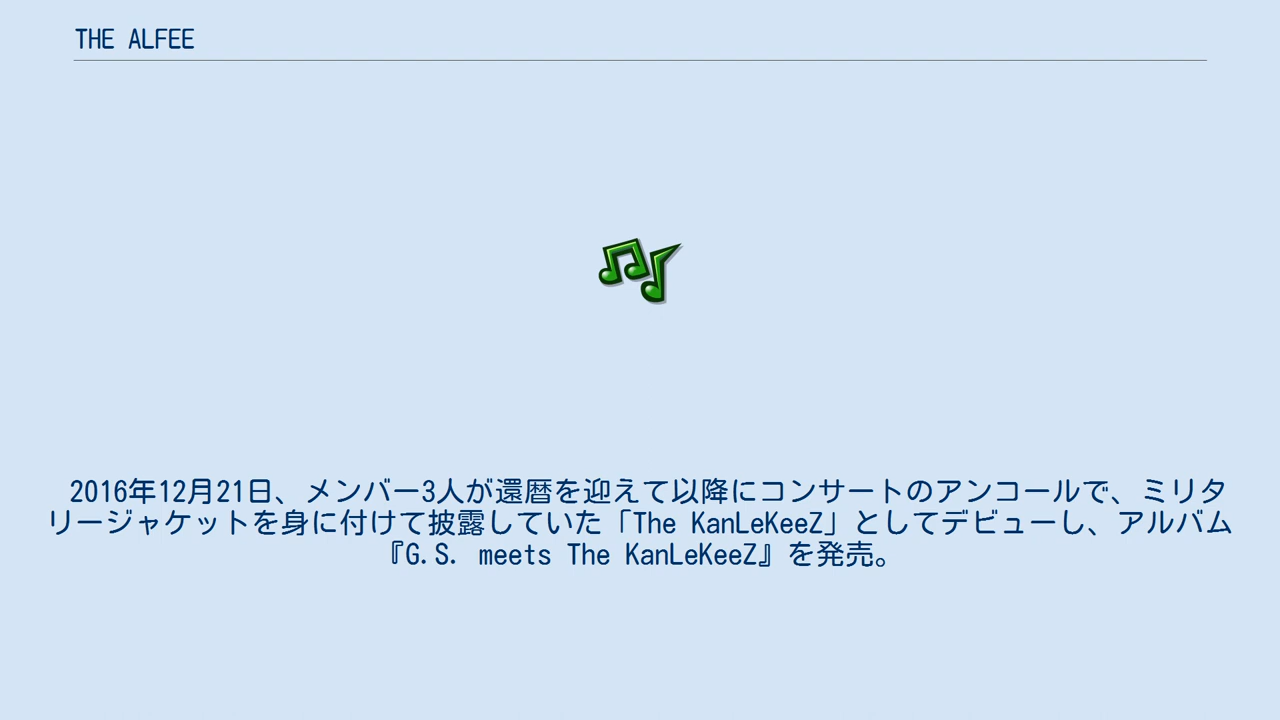 THE ALFEE
2016年12月21日、メンバー3人が還暦を迎えて以降にコンサートのアンコールで、ミリタ
リージャケットを身に付けて披露していた「The KanLeKeeZ」としてデビューし、アルバム
『G.S. meets The KanLeKeeZ』を発売。